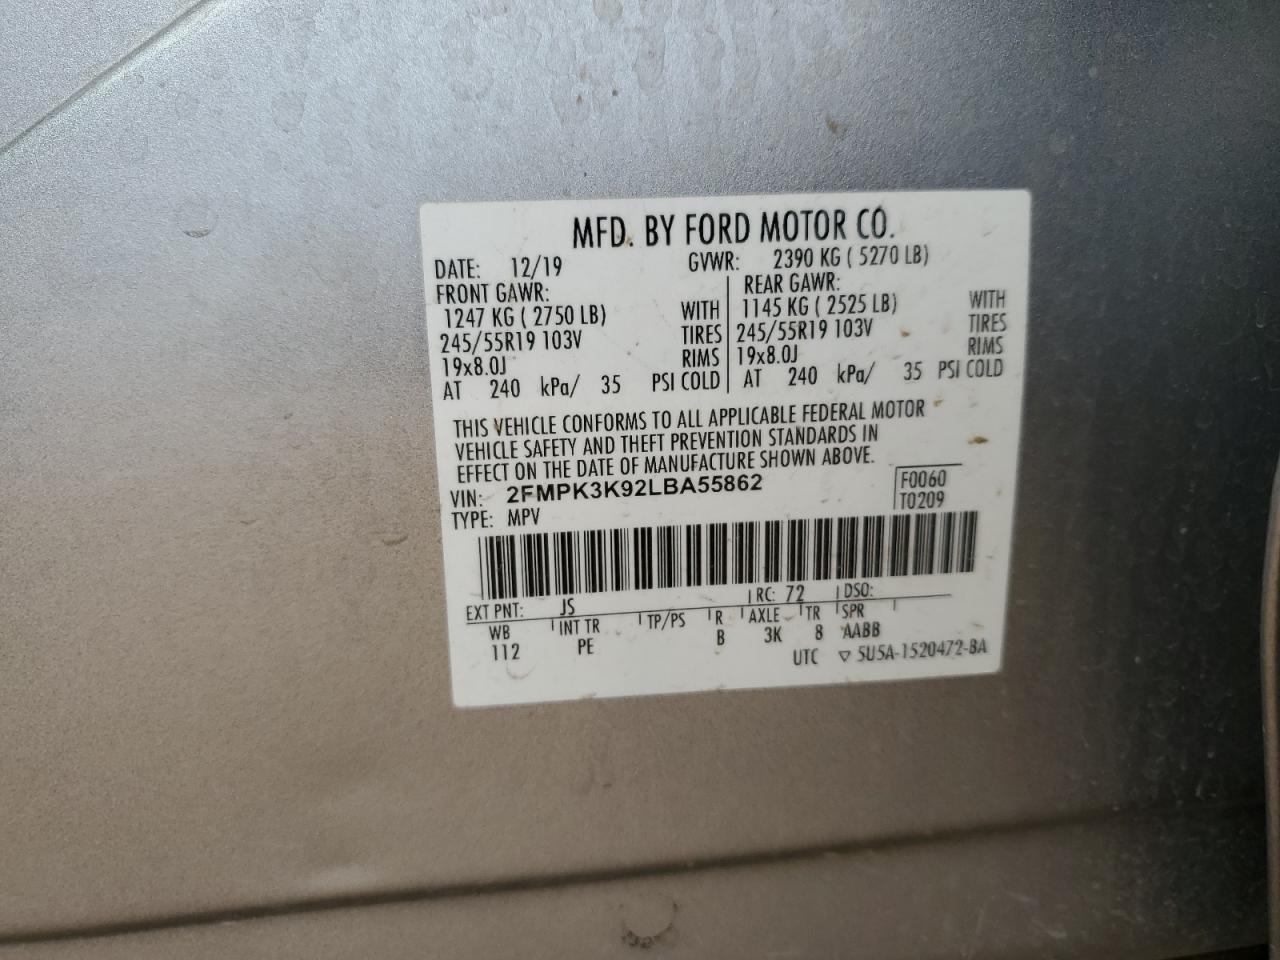 MFD. BY FORD MOTOR CO.
DATE: 12/19 GVWR: 2390 KG ( 5270 LB)
FRONT GAWR: REAR GAWR:
1247 KG ( 2750 LB) WITH 1145 KG ( 2525 LB) WITH
245/55R19 103V TIRES 245/55R19 103V TIRES
19x8.0J RIMS 19x8.0J RIMS
AT 240 kPa/ 35 PSI COLD AT 240 kPa/ 35 PSI COLD
THIS VEHICLE CONFORMS TO ALL APPLICABLE FEDERAL MOTOR
VEHICLE SAFETY AND THEFT PREVENTION STANDARDS IN
EFFECT ON THE DATE OF MANUFACTURE SHOWN ABOVE.
VIN: 2FMPK3K92LBA55862 F0060
TYPE: MPV T0209
EXT PNT: JS RC: 72 DSO:
WB INT TR TP/PS R AXLE TR SPR
112 PE B 3K 8 AABB
UTC ▽ 5U5A-1520472-BA